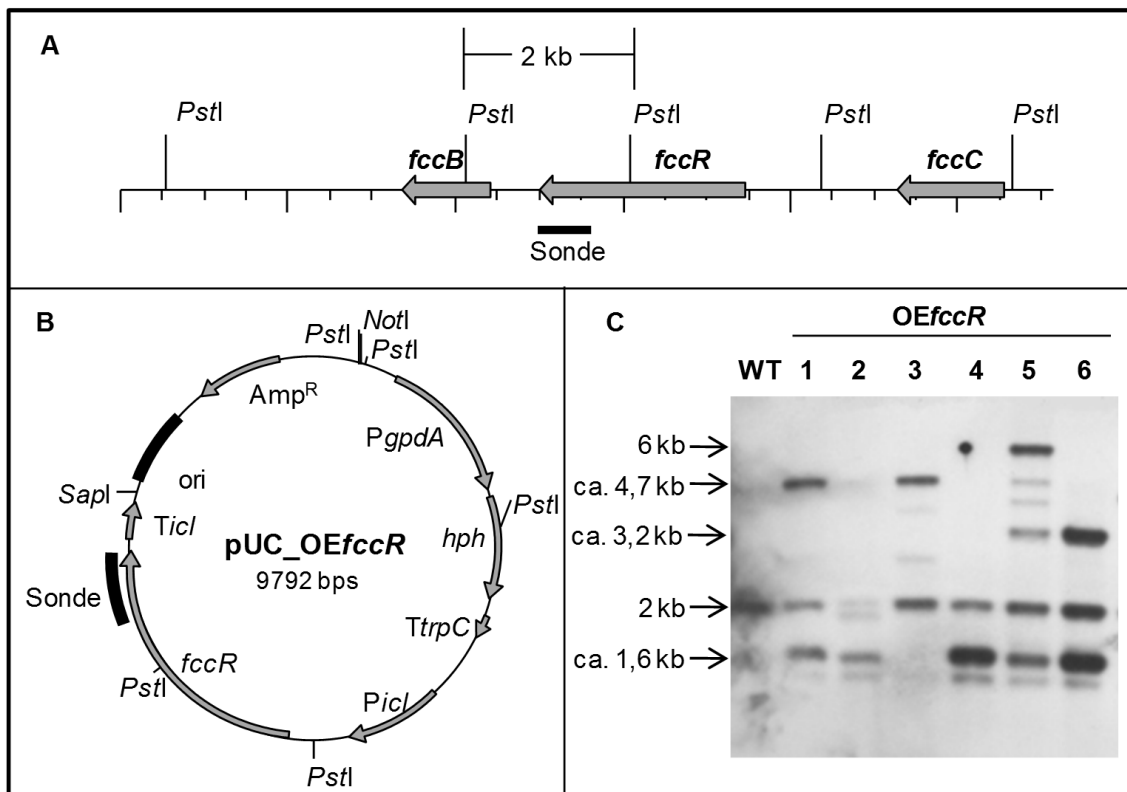 A
2 kb
PstI PstI PstI PstI PstI
fccB fccR fccC
Sonde
B
PstI NotI
PstI
AmpR
PgpdA
ori
SapI
TicI
PstI
hph
pUC_OEfccR
9792 bps
Sonde
TtrpC
fccR
PstI
PicI
PstI
C
OEfccR
WT 1 2 3 4 5 6
6 kb
ca. 4,7 kb
ca. 3,2 kb
2 kb
ca. 1,6 kb